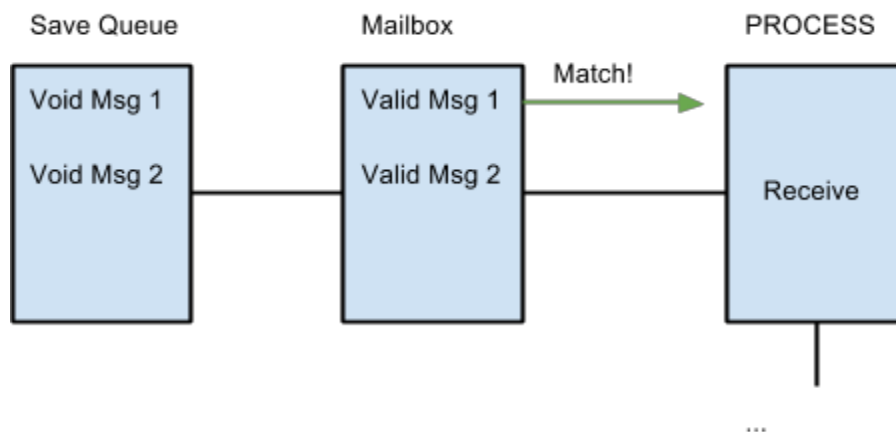 Save Queue
Mailbox
PROCESS
Void Msg 1
Void Msg 2
Valid Msg 1
Valid Msg 2
Match!
Receive
...